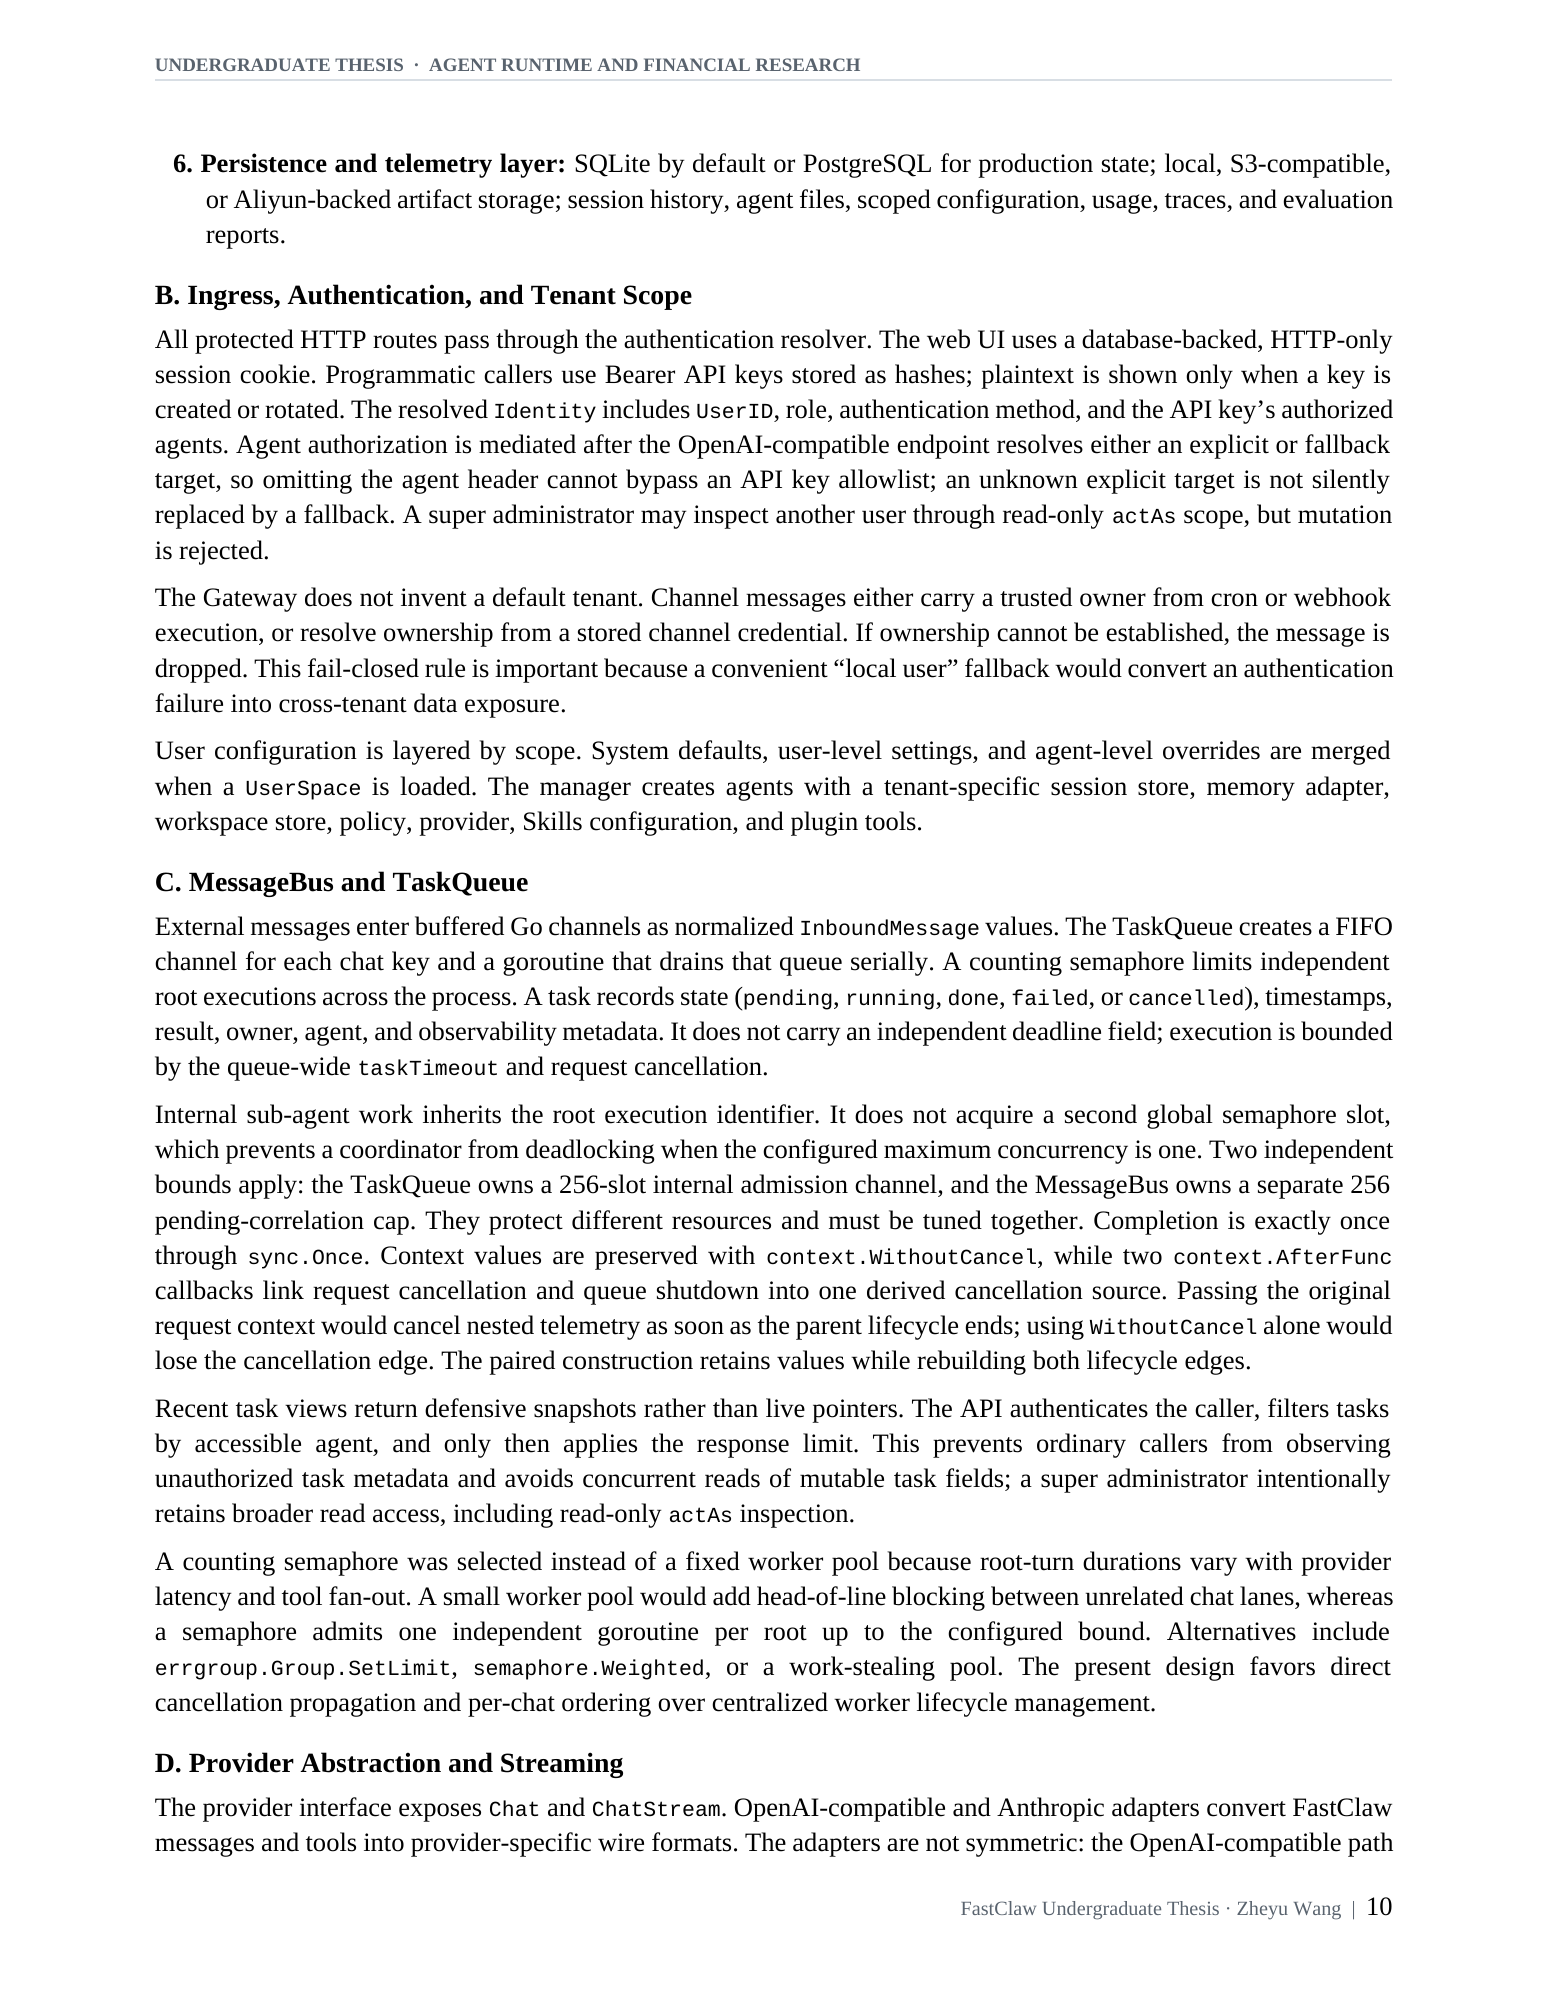 UNDERGRADUATE THESIS · AGENT RUNTIME AND FINANCIAL RESEARCH
6. Persistence and telemetry layer: SQLite by default or PostgreSQL for production state; local, S3-compatible,
or Aliyun-backed artifact storage; session history, agent files, scoped configuration, usage, traces, and evaluation
reports.
B. Ingress, Authentication, and Tenant Scope
All protected HTTP routes pass through the authentication resolver. The web UI uses a database-backed, HTTP-only
session cookie. Programmatic callers use Bearer API keys stored as hashes; plaintext is shown only when a key is
created or rotated. The resolved Identity includes UserID, role, authentication method, and the API key’s authorized
agents. Agent authorization is mediated after the OpenAI-compatible endpoint resolves either an explicit or fallback
target, so omitting the agent header cannot bypass an API key allowlist; an unknown explicit target is not silently
replaced by a fallback. A super administrator may inspect another user through read-only actAs scope, but mutation
is rejected.
The Gateway does not invent a default tenant. Channel messages either carry a trusted owner from cron or webhook
execution, or resolve ownership from a stored channel credential. If ownership cannot be established, the message is
dropped. This fail-closed rule is important because a convenient “local user” fallback would convert an authentication
failure into cross-tenant data exposure.
User configuration is layered by scope. System defaults, user-level settings, and agent-level overrides are merged
when a UserSpace is loaded. The manager creates agents with a tenant-specific session store, memory adapter,
workspace store, policy, provider, Skills configuration, and plugin tools.
C. MessageBus and TaskQueue
External messages enter buffered Go channels as normalized InboundMessage values. The TaskQueue creates a FIFO
channel for each chat key and a goroutine that drains that queue serially. A counting semaphore limits independent
root executions across the process. A task records state (pending, running, done, failed, or cancelled), timestamps,
result, owner, agent, and observability metadata. It does not carry an independent deadline field; execution is bounded
by the queue-wide taskTimeout and request cancellation.
Internal sub-agent work inherits the root execution identifier. It does not acquire a second global semaphore slot,
which prevents a coordinator from deadlocking when the configured maximum concurrency is one. Two independent
bounds apply: the TaskQueue owns a 256-slot internal admission channel, and the MessageBus owns a separate 256
pending-correlation cap. They protect different resources and must be tuned together. Completion is exactly once
through sync.Once. Context values are preserved with context.WithoutCancel, while two context.AfterFunc
callbacks link request cancellation and queue shutdown into one derived cancellation source. Passing the original
request context would cancel nested telemetry as soon as the parent lifecycle ends; using WithoutCancel alone would
lose the cancellation edge. The paired construction retains values while rebuilding both lifecycle edges.
Recent task views return defensive snapshots rather than live pointers. The API authenticates the caller, filters tasks
by accessible agent, and only then applies the response limit. This prevents ordinary callers from observing
unauthorized task metadata and avoids concurrent reads of mutable task fields; a super administrator intentionally
retains broader read access, including read-only actAs inspection.
A counting semaphore was selected instead of a fixed worker pool because root-turn durations vary with provider
latency and tool fan-out. A small worker pool would add head-of-line blocking between unrelated chat lanes, whereas
a semaphore admits one independent goroutine per root up to the configured bound. Alternatives include
errgroup.Group.SetLimit, semaphore.Weighted, or a work-stealing pool. The present design favors direct
cancellation propagation and per-chat ordering over centralized worker lifecycle management.
D. Provider Abstraction and Streaming
The provider interface exposes Chat and ChatStream. OpenAI-compatible and Anthropic adapters convert FastClaw
messages and tools into provider-specific wire formats. The adapters are not symmetric: the OpenAI-compatible path
FastClaw Undergraduate Thesis · Zheyu Wang | 10